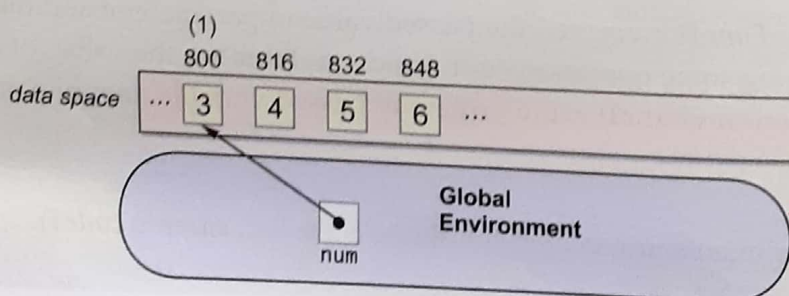 (1)
800 816 832 848
data space ... 3 4 5 6 ...
Global
Environment
num